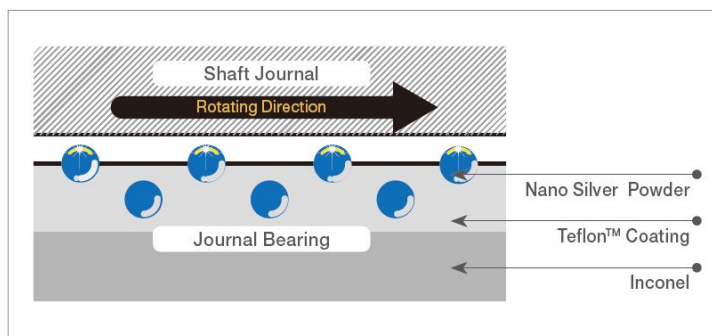 Shaft Journal
Rotating Direction
Nano Silver Powder
Teflon™ Coating
Journal Bearing
Inconel